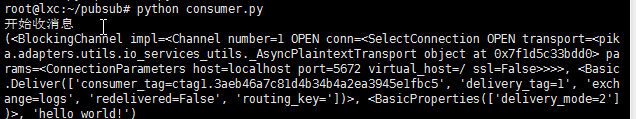 root@lxc:~/pubsub# python consumer.py
开始收消息
(<BlockingChannel impl=<Channel number=1 OPEN conn=<SelectConnection OPEN transport=<pik
a.adapters.utils.io_services_utils._AsyncPlaintextTransport object at 0x7f1d5c33bdd0> pa
rams=<ConnectionParameters host=localhost port=5672 virtual_host=/ ssl=False>>>>, <Basic
.Deliver(['consumer_tag=ctag1.3aeb46a7c81d4b34b4a2ea3945e1fbc5', 'delivery_tag=1', 'exch
ange=logs', 'redelivered=False', 'routing_key='])>, <BasicProperties(['delivery_mode=2']
)>, 'hello world!')